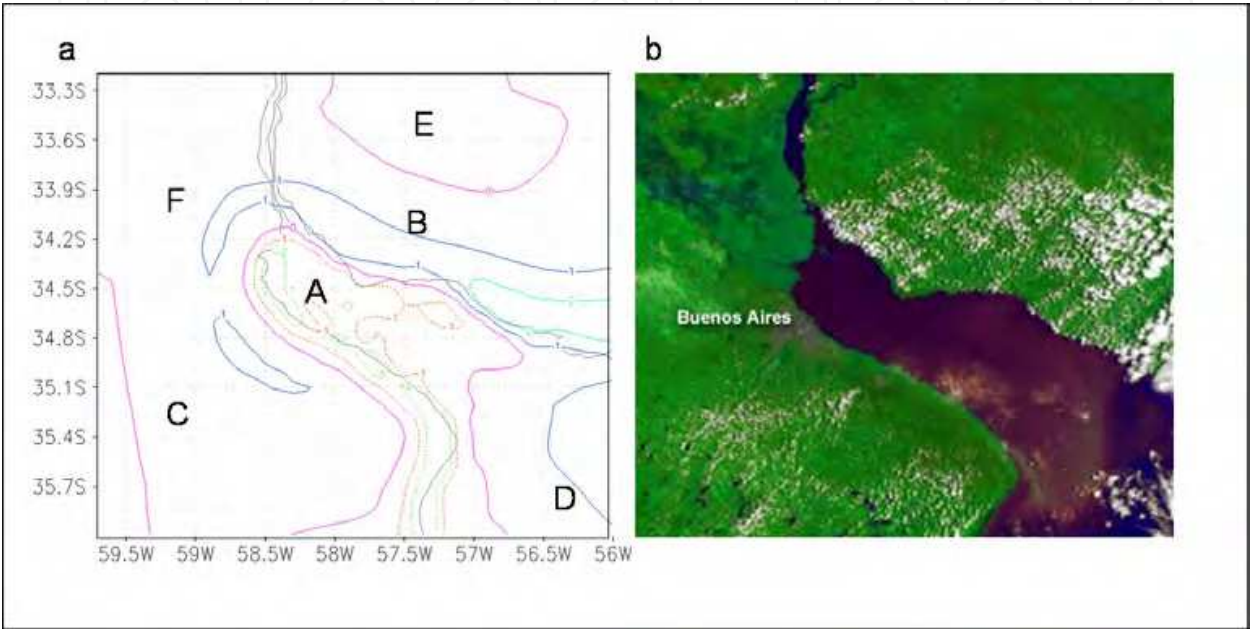 a b
33.3S
33.6S
33.9S
34.2S
34.5S
34.8S
35.1S
35.4S
35.7S
E
F
B
A
C
D
59.5W 59W 58.5W 58W 57.5W 57W 56.5W 56W
Buenos Aires